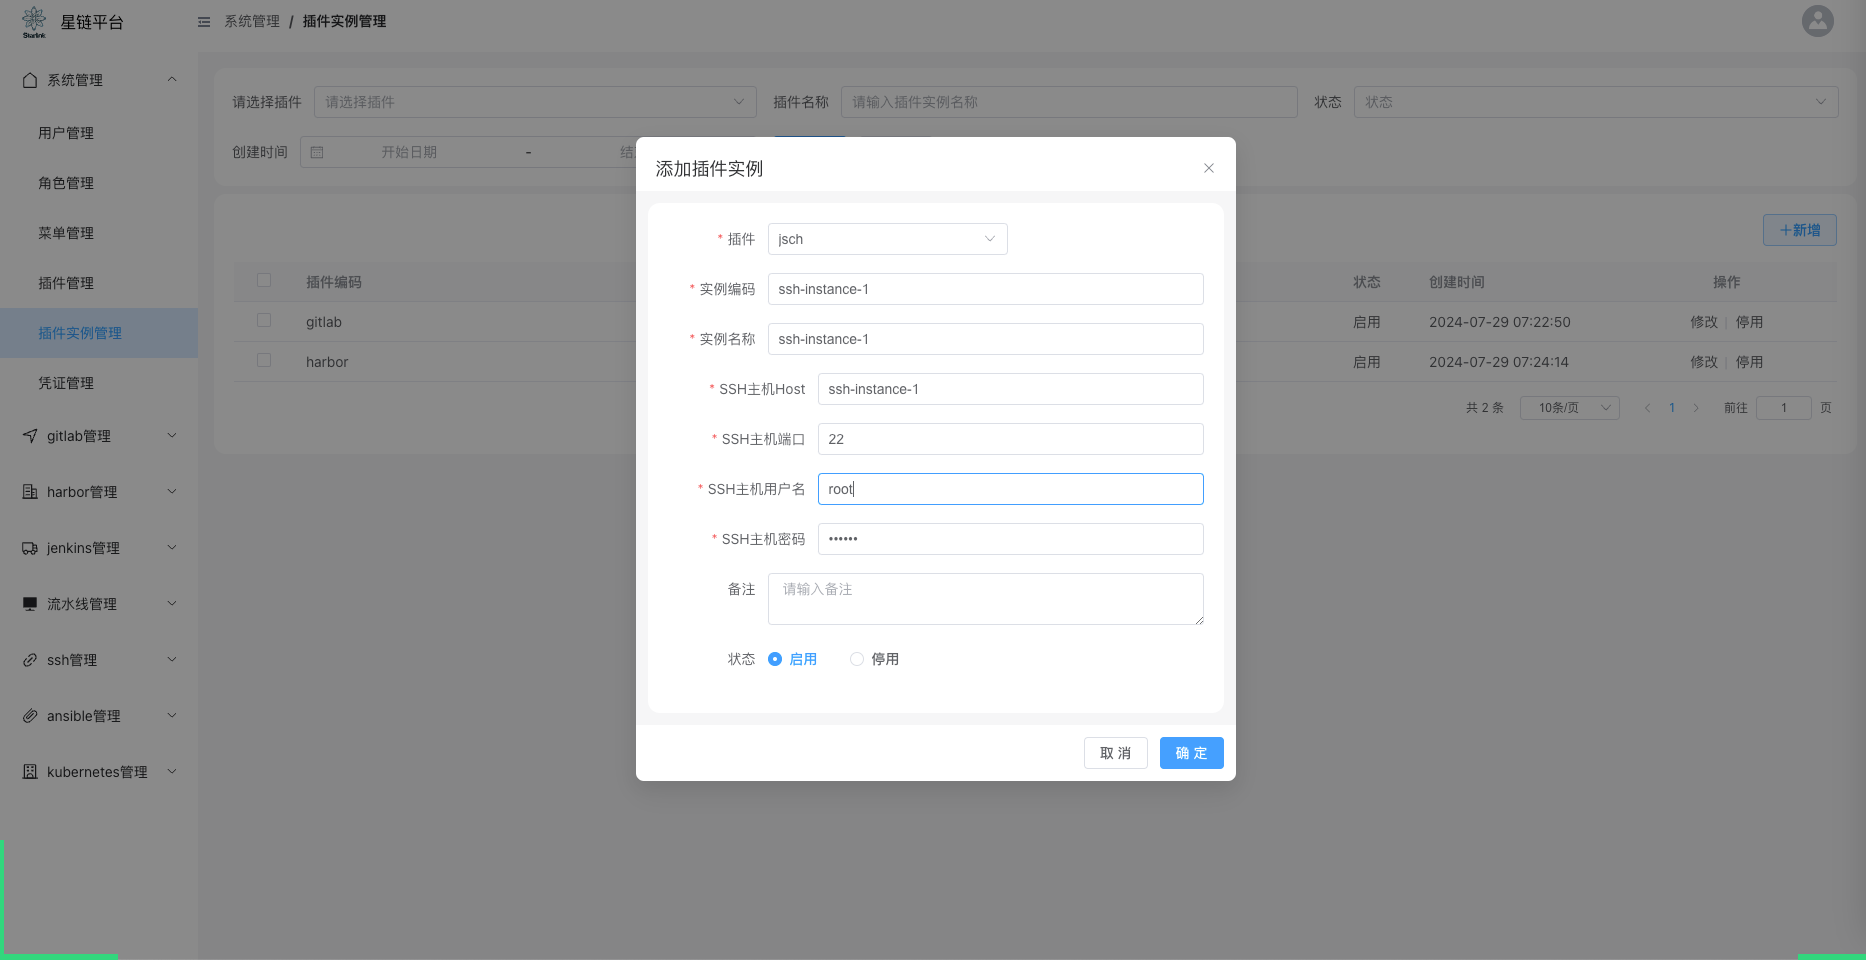 Starlink
星链平台
系统管理 / 插件实例管理
系统管理
用户管理
角色管理
菜单管理
插件管理
插件实例管理
凭证管理
gitlab管理
harbor管理
jenkins管理
流水线管理
ssh管理
ansible管理
kubernetes管理
请选择插件 请选择插件 插件名称 请输入插件实例名称 状态 状态
创建时间 开始日期 -
+新增
插件编码 状态 创建时间 操作
gitlab 启用 2024-07-29 07:22:50 修改 | 停用
harbor 启用 2024-07-29 07:24:14 修改 | 停用
共 2 条 10条/页 1 前往 1 页
添加插件实例
* 插件 jsch
* 实例编码 ssh-instance-1
* 实例名称 ssh-instance-1
* SSH主机Host ssh-instance-1
* SSH主机端口 22
* SSH主机用户名 root
* SSH主机密码 ••••••
备注 请输入备注
状态 启用 停用
取 消 确 定